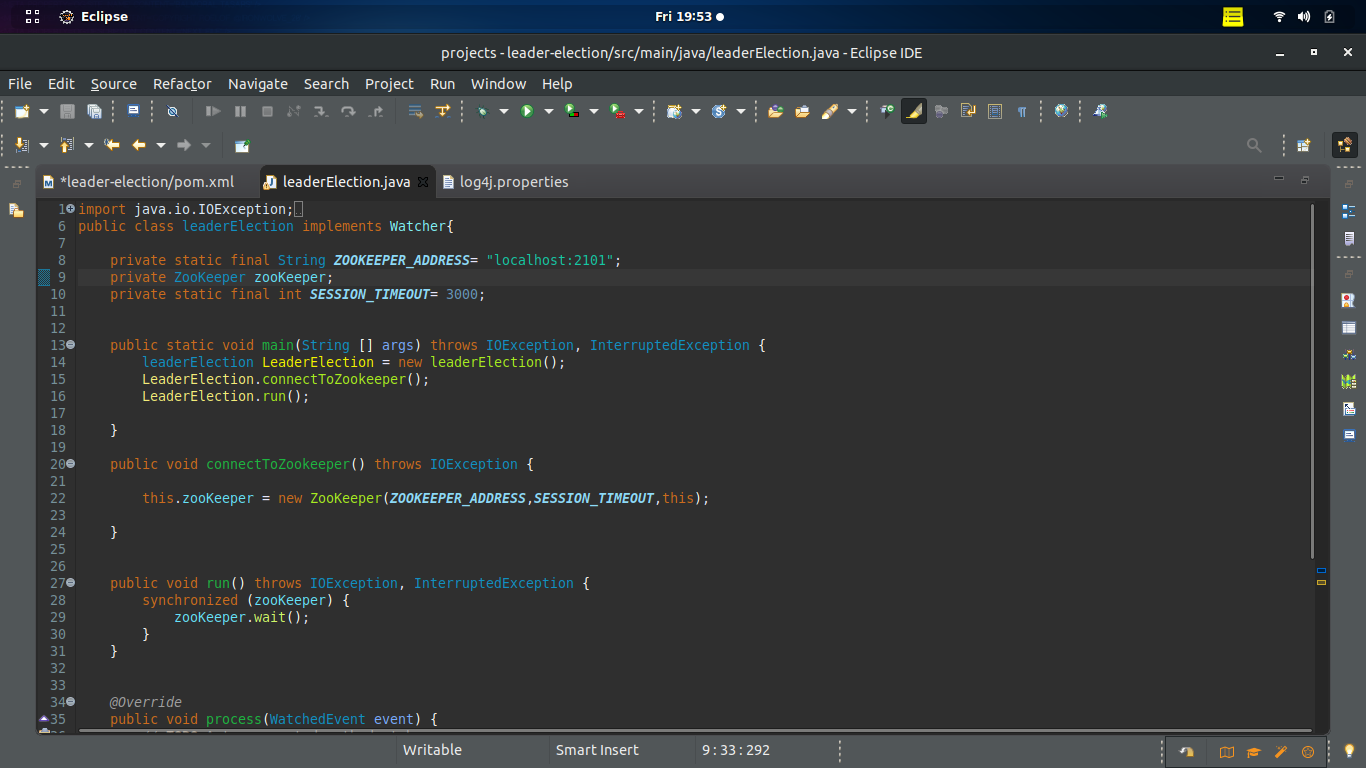 Eclipse
Fri 19:53
projects - leader-election/src/main/java/leaderElection.java - Eclipse IDE
File Edit Source Refactor Navigate Search Project Run Window Help
*leader-election/pom.xml leaderElection.java log4j.properties
1 import java.io.IOException;
6 public class leaderElection implements Watcher{
7
8 private static final String ZOOKEEPER_ADDRESS= "localhost:2101";
9 private ZooKeeper zooKeeper;
10 private static final int SESSION_TIMEOUT= 3000;
11
12
13 public static void main(String [] args) throws IOException, InterruptedException {
14 leaderElection LeaderElection = new leaderElection();
15 LeaderElection.connectToZookeeper();
16 LeaderElection.run();
17
18 }
19
20 public void connectToZookeeper() throws IOException {
21
22 this.zooKeeper = new ZooKeeper(ZOOKEEPER_ADDRESS,SESSION_TIMEOUT,this);
23
24 }
25
26
27 public void run() throws IOException, InterruptedException {
28 synchronized (zooKeeper) {
29 zooKeeper.wait();
30 }
31 }
32
33
34 @Override
35 public void process(WatchedEvent event) {
Writable Smart Insert 9 : 33 : 292